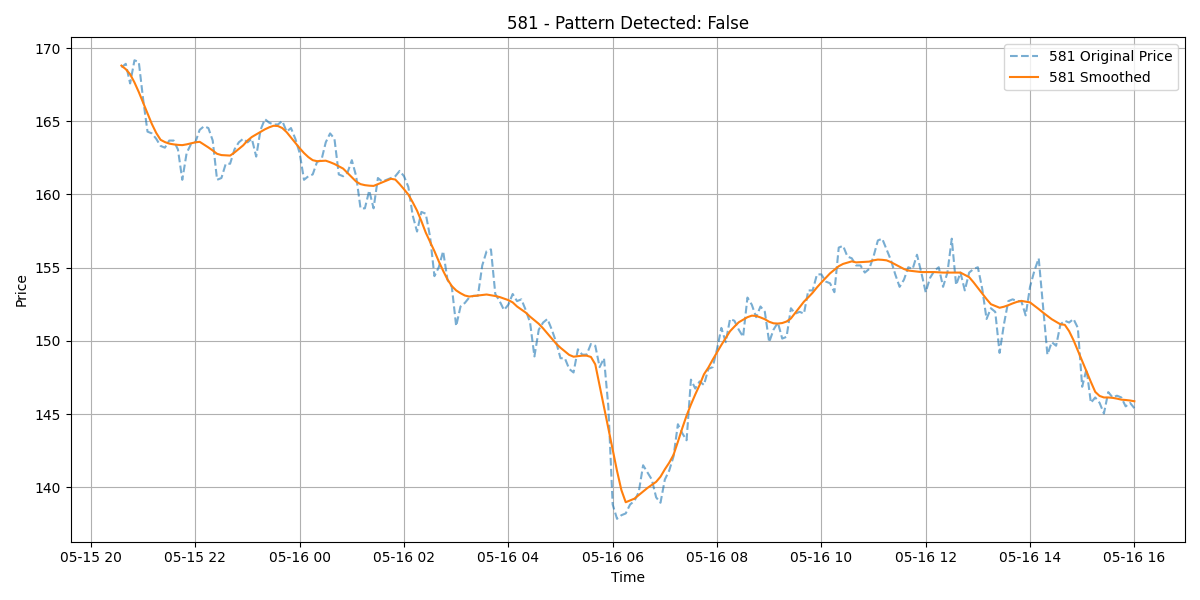 581 - Pattern Detected: False
581 Original Price
581 Smoothed
Price
170
165
160
155
150
145
140
05-15 20 05-15 22 05-16 00 05-16 02 05-16 04 05-16 06 05-16 08 05-16 10 05-16 12 05-16 14 05-16 16
Time